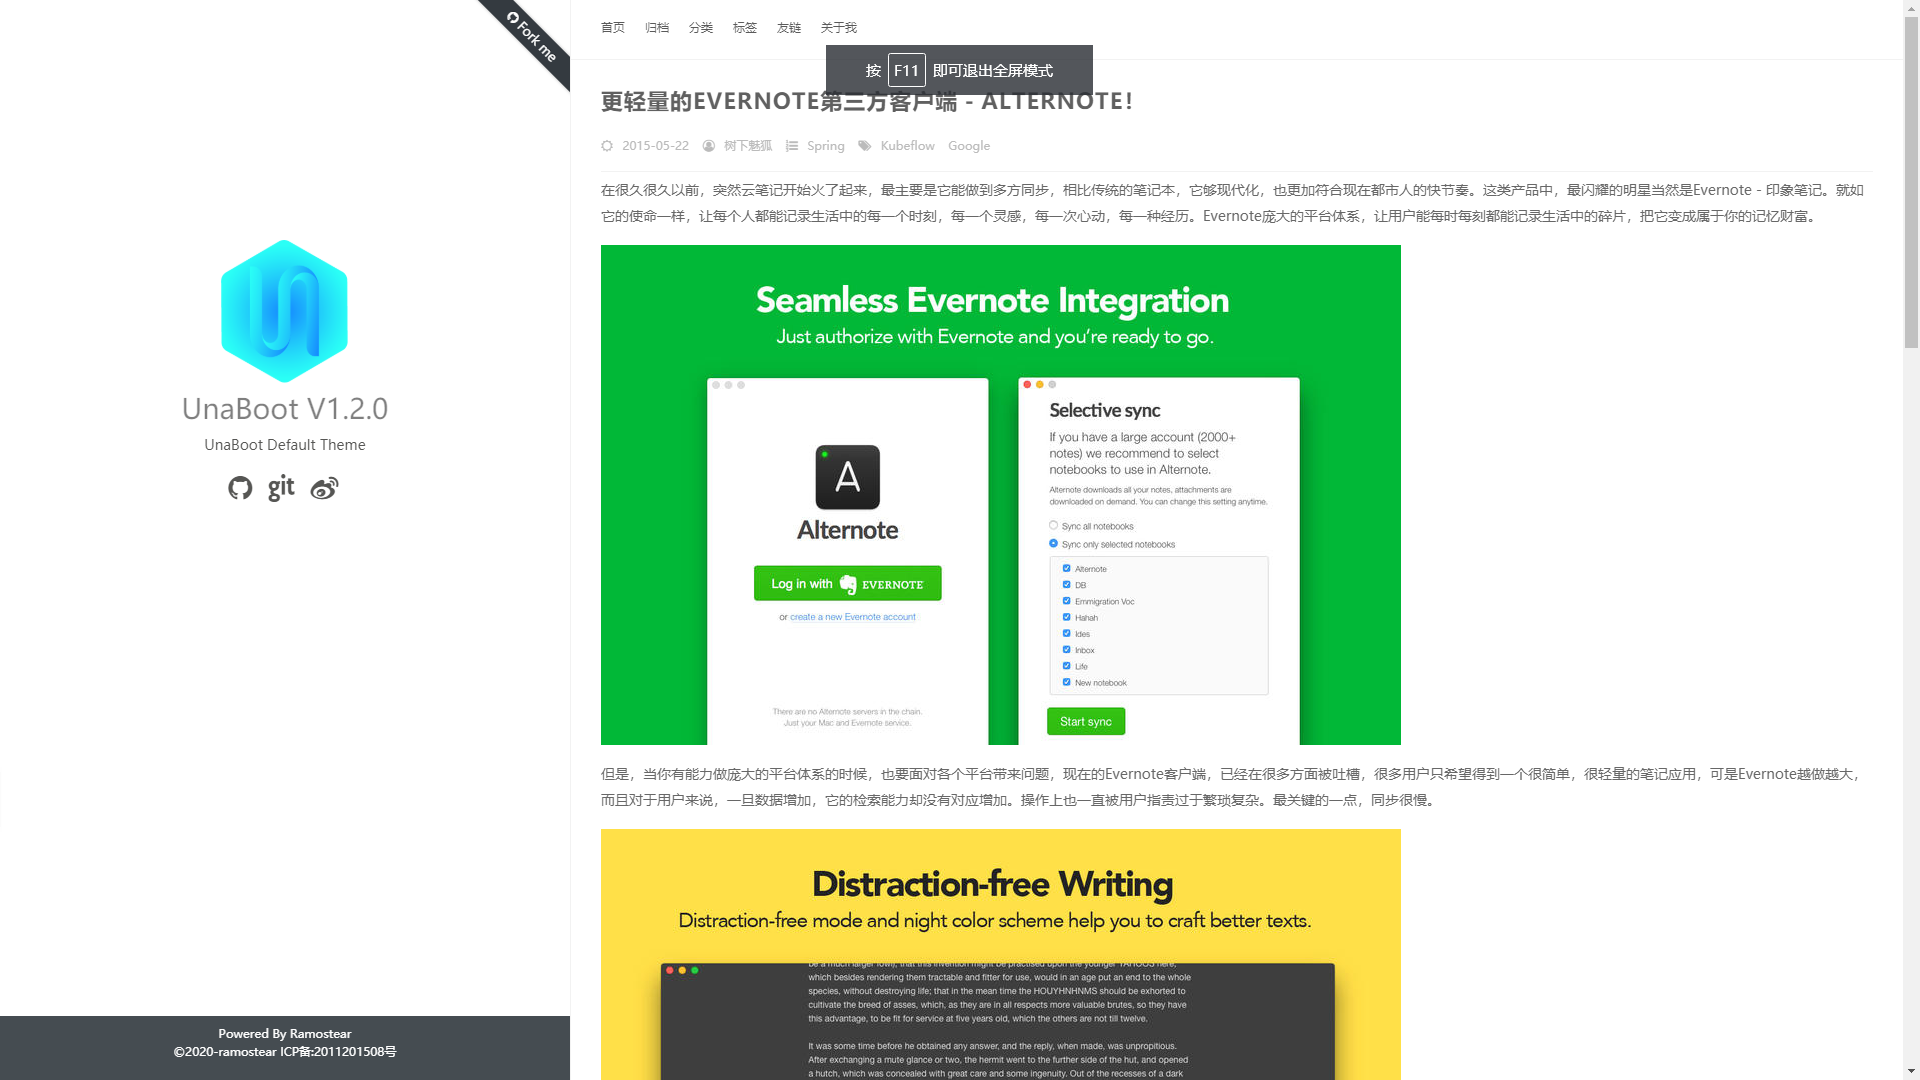 Fork me
首页 归档 分类 标签 友链 关于我
按 F11 即可退出全屏模式
UnaBoot V1.2.0
UnaBoot Default Theme
git
Powered By Ramostear
©2020-ramostear ICP备:2011201508号
更轻量的EVERNOTE第三方客户端 - ALTERNOTE！
2015-05-22 树下魅狐 Spring Kubeflow Google
在很久很久以前，突然云笔记开始火了起来，最主要是它能做到多方同步，相比传统的笔记本，它够现代化，也更加符合现在都市人的快节奏。这类产品中，最闪耀的明星当然是Evernote - 印象笔记。就如
它的使命一样，让每个人都能记录生活中的每一个时刻，每一个灵感，每一次心动，每一种经历。Evernote庞大的平台体系，让用户能每时每刻都能记录生活中的碎片，把它变成属于你的记忆财富。
Seamless Evernote Integration
Just authorize with Evernote and you’re ready to go.
Alternote
Log in with EVERNOTE
or create a new Evernote account
There are no Alternote servers in the chain.
Just your Mac and Evernote service.
Selective sync
If you have a large account (2000+
notes) we recommend to select
notebooks to use in Alternote.
Alternote downloads all your notes, attachments are
downloaded on demand. You can change this setting anytime.
Sync all notebooks
Sync only selected notebooks
Alternote
DB
Emmigration Voc
Hahah
Ides
Inbox
Life
New notebook
Start sync
但是，当你有能力做庞大的平台体系的时候，也要面对各个平台带来问题，现在的Evernote客户端，已经在很多方面被吐槽，很多用户只希望得到一个很简单，很轻量的笔记应用，可是Evernote越做越大，
而且对于用户来说，一旦数据增加，它的检索能力却没有对应增加。操作上也一直被用户指责过于繁琐复杂。最关键的一点，同步很慢。
Distraction-free Writing
Distraction-free mode and night color scheme help you to craft better texts.
be a much larger fowl), that this invention might be practised upon the younger YAHOOS here,
which besides rendering them tractable and fitter for use, would in an age put an end to the whole
species, without destroying life; that in the mean time the HOUYHNHNMS should be exhorted to
cultivate the breed of asses, which, as they are in all respects more valuable brutes, so they have
this advantage, to be fit for service at five years old, which the others are not till twelve.
It was some time before he obtained any answer, and the reply, when made, was unpropitious.
After exchanging a mute glance or two, the hermit went to the further side of the hut, and opened
a hutch, which was concealed with great care and some ingenuity. Out of the recesses of a dark